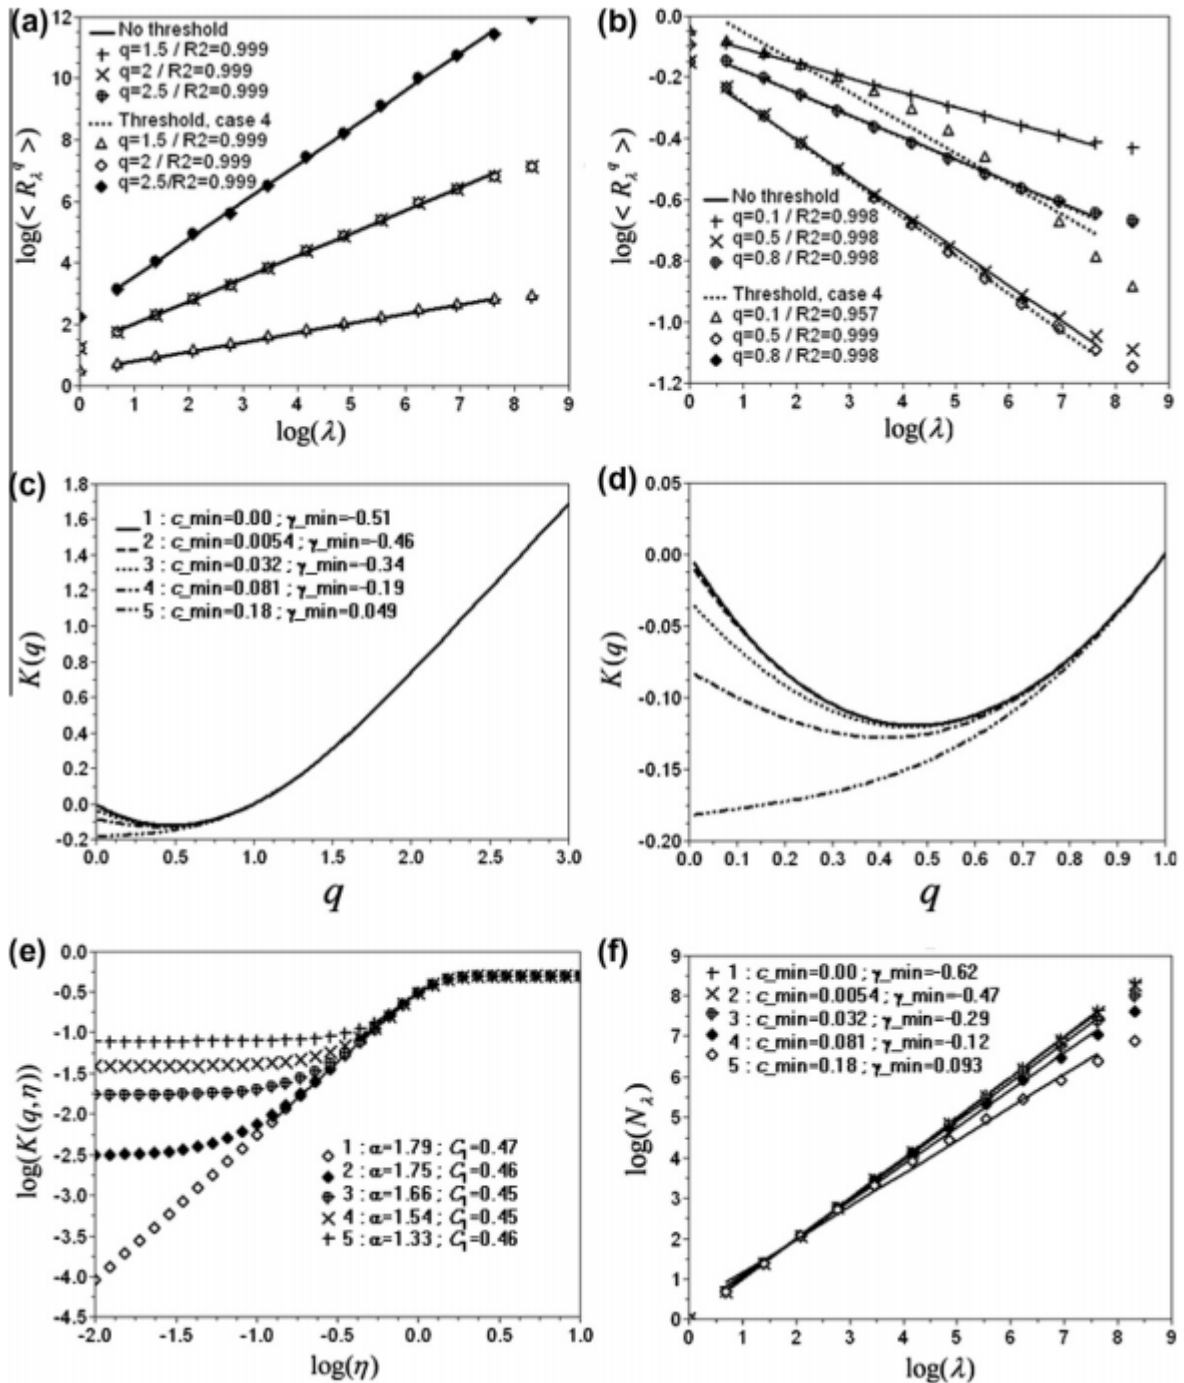 (a)
12
10
8
6
4
2
0
log(< R_λ^q >)
No threshold
q=1.5 / R2=0.999
q=2 / R2=0.999
q=2.5 / R2=0.999
Threshold, case 4
q=1.5 / R2=0.999
q=2 / R2=0.999
q=2.5/R2=0.999
0 1 2 3 4 5 6 7 8 9
log(λ)
(b)
0.0
-0.2
-0.4
-0.6
-0.8
-1.0
-1.2
log(< R_λ^q >)
No threshold
q=0.1 / R2=0.998
q=0.5 / R2=0.998
q=0.8 / R2=0.998
Threshold, case 4
q=0.1 / R2=0.957
q=0.5 / R2=0.999
q=0.8 / R2=0.998
0 1 2 3 4 5 6 7 8 9
log(λ)
(c)
1.8
1.6
1.4
1.2
1.0
0.8
0.6
0.4
0.2
0.0
-0.2
K(q)
1 : c_min=0.00 ; γ_min=-0.51
2 : c_min=0.0054 ; γ_min=-0.46
3 : c_min=0.032 ; γ_min=-0.34
4 : c_min=0.081 ; γ_min=-0.19
5 : c_min=0.18 ; γ_min=0.049
0.0 0.5 1.0 1.5 2.0 2.5 3.0
q
(d)
0.05
0.00
-0.05
-0.10
-0.15
-0.20
K(q)
0.0 0.1 0.2 0.3 0.4 0.5 0.6 0.7 0.8 0.9 1.0
q
(e)
0.0
-0.5
-1.0
-1.5
-2.0
-2.5
-3.0
-3.5
-4.0
-4.5
log(K(q,η))
1 : α=1.79 ; C₁=0.47
2 : α=1.75 ; C₁=0.46
3 : α=1.66 ; C₁=0.45
4 : α=1.54 ; C₁=0.45
5 : α=1.33 ; C₁=0.46
-2.0 -1.5 -1.0 -0.5 0.0 0.5 1.0
log(η)
(f)
9
8
7
6
5
4
3
2
1
0
log(N_λ)
1 : c_min=0.00 ; γ_min=-0.62
2 : c_min=0.0054 ; γ_min=-0.47
3 : c_min=0.032 ; γ_min=-0.29
4 : c_min=0.081 ; γ_min=-0.12
5 : c_min=0.18 ; γ_min=0.093
0 1 2 3 4 5 6 7 8 9
log(λ)